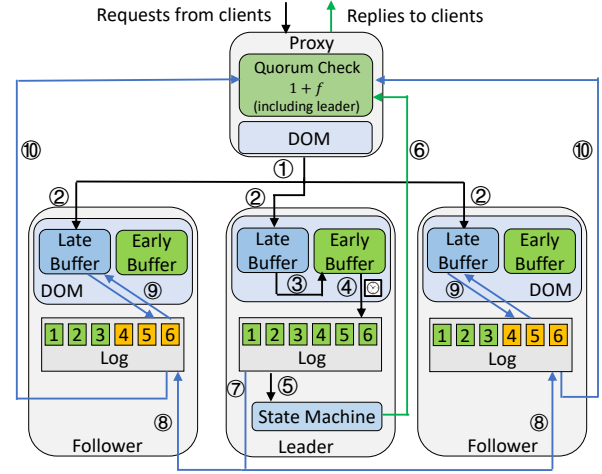 Requests from clients
Replies to clients
Proxy
Quorum Check
1 + f
(including leader)
DOM
①
⑩
⑥
⑩
②
②
②
Late
Buffer
Early
Buffer
DOM
⑨
1 2 3 4 5 6
Log
⑧
Follower
Late
Buffer
Early
Buffer
③
④
DOM
1 2 3 4 5 6
Log
⑦
⑤
State Machine
Leader
Late
Buffer
Early
Buffer
⑨
DOM
1 2 3 4 5 6
Log
⑧
Follower